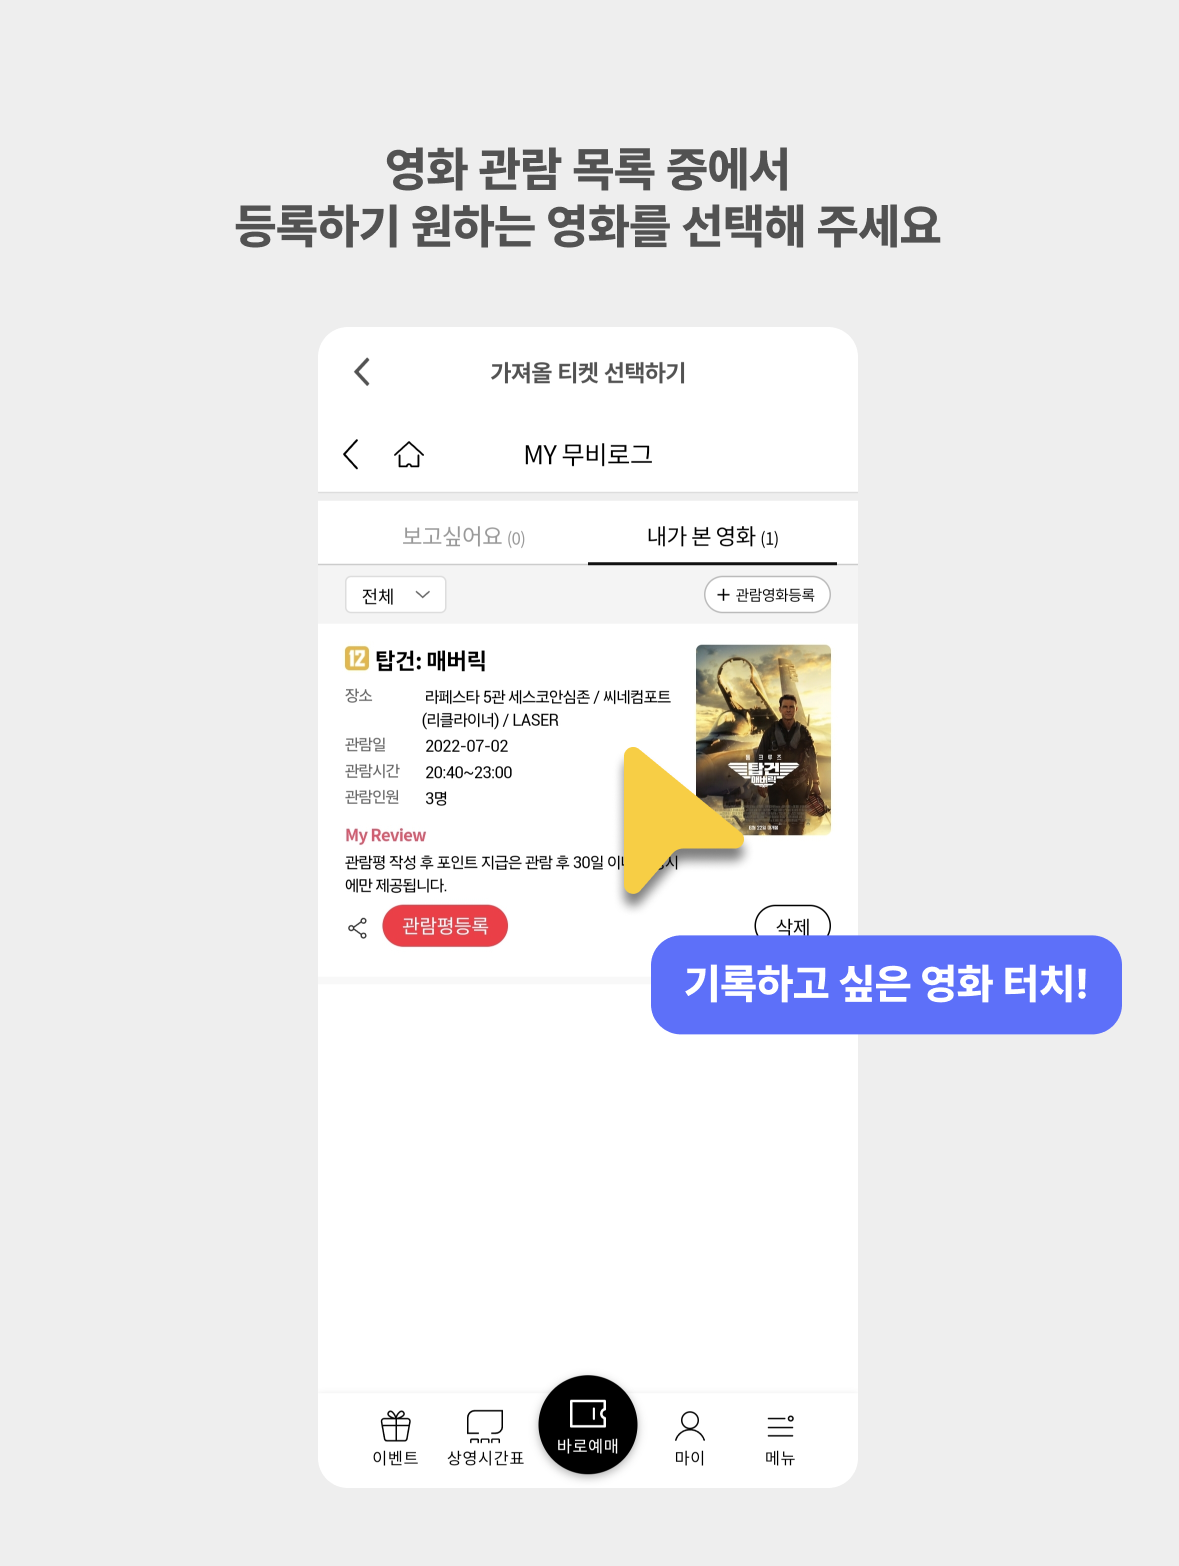 영화 관람 목록 중에서
등록하기 원하는 영화를 선택해 주세요
가져올 티켓 선택하기
MY 무비로그
보고싶어요 (0)
내가 본 영화 (1)
전체
+ 관람영화등록
12 탑건: 매버릭
장소 라페스타 5관 세스코안심존 / 씨네컴포트
(리클라이너) / LASER
관람일 2022-07-02
관람시간 20:40~23:00
관람인원 3명
톰 크루즈
탑건
매버릭
My Review
관람평 작성 후 포인트 지급은 관람 후 30일 이
에만 제공됩니다.
관람평등록
삭제
기록하고 싶은 영화 터치!
이벤트
상영시간표
바로예매
마이
메뉴